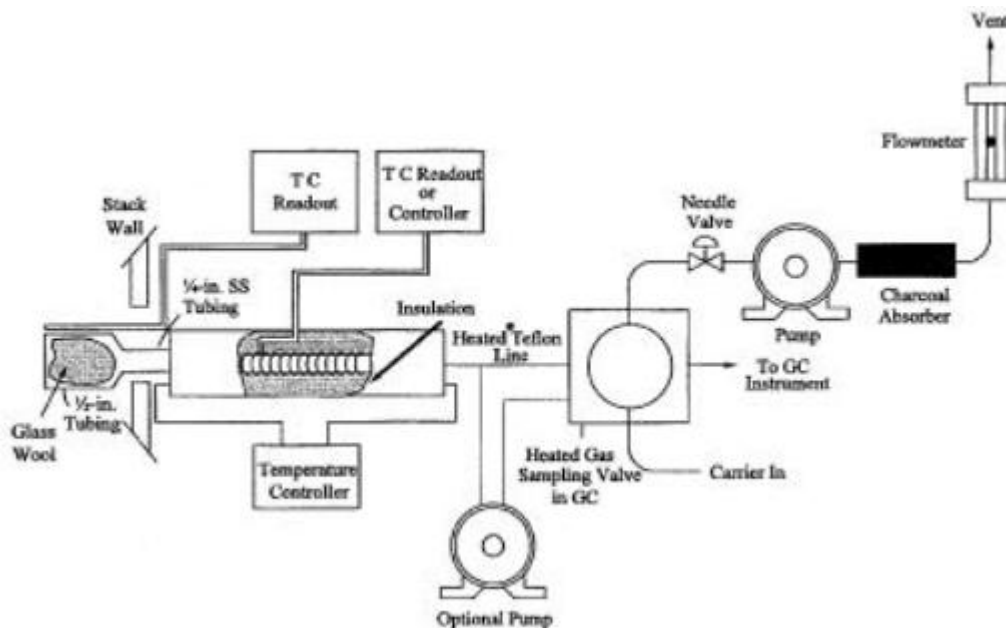 Vent
Flowmeter
T C
Readout
T C Readout
or
Controller
Needle
Valve
Stack
Wall
¼-in. SS
Tubing
Insulation
Heated* Teflon
Line
Pump
Charcoal
Absorber
To GC
Instrument
½-in.
Tubing
Glass
Wool
Temperature
Controller
Heated Gas
Sampling Valve
in GC
Carrier In
Optional Pump